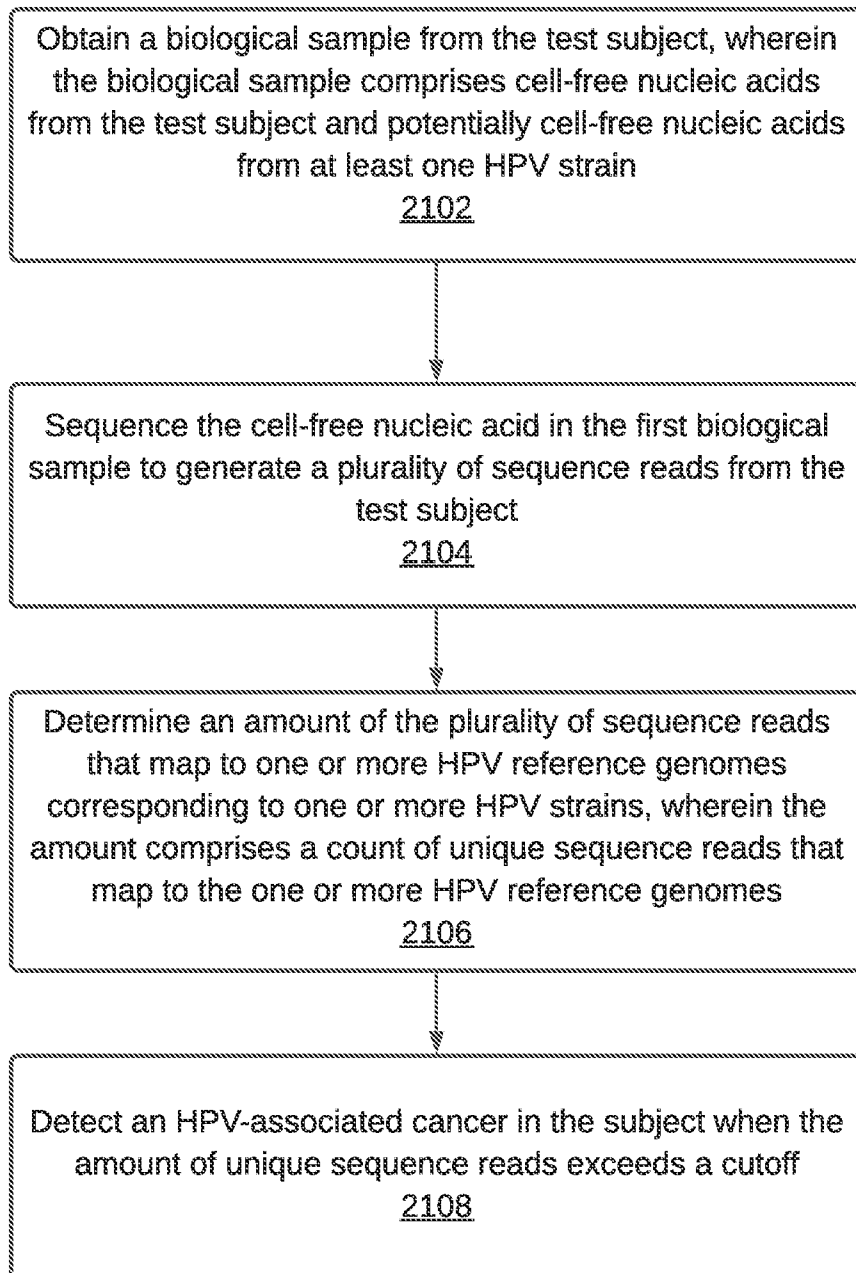 Obtain a biological sample from the test subject, wherein
the biological sample comprises cell-free nucleic acids
from the test subject and potentially cell-free nucleic acids
from at least one HPV strain
2102
Sequence the cell-free nucleic acid in the first biological
sample to generate a plurality of sequence reads from the
test subject
2104
Determine an amount of the plurality of sequence reads
that map to one or more HPV reference genomes
corresponding to one or more HPV strains, wherein the
amount comprises a count of unique sequence reads that
map to the one or more HPV reference genomes
2106
Detect an HPV-associated cancer in the subject when the
amount of unique sequence reads exceeds a cutoff
2108